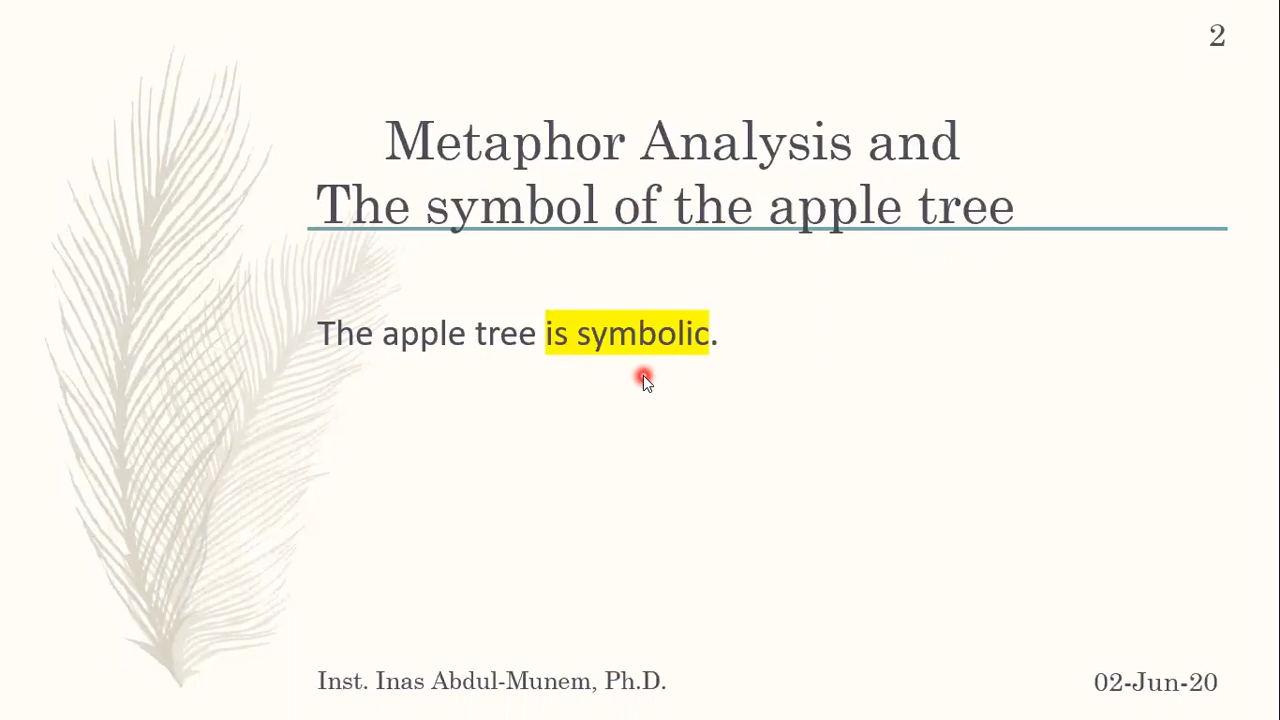 2
Metaphor Analysis and
The symbol of the apple tree
The apple tree is symbolic.
Inst. Inas Abdul-Munem, Ph.D.
02-Jun-20